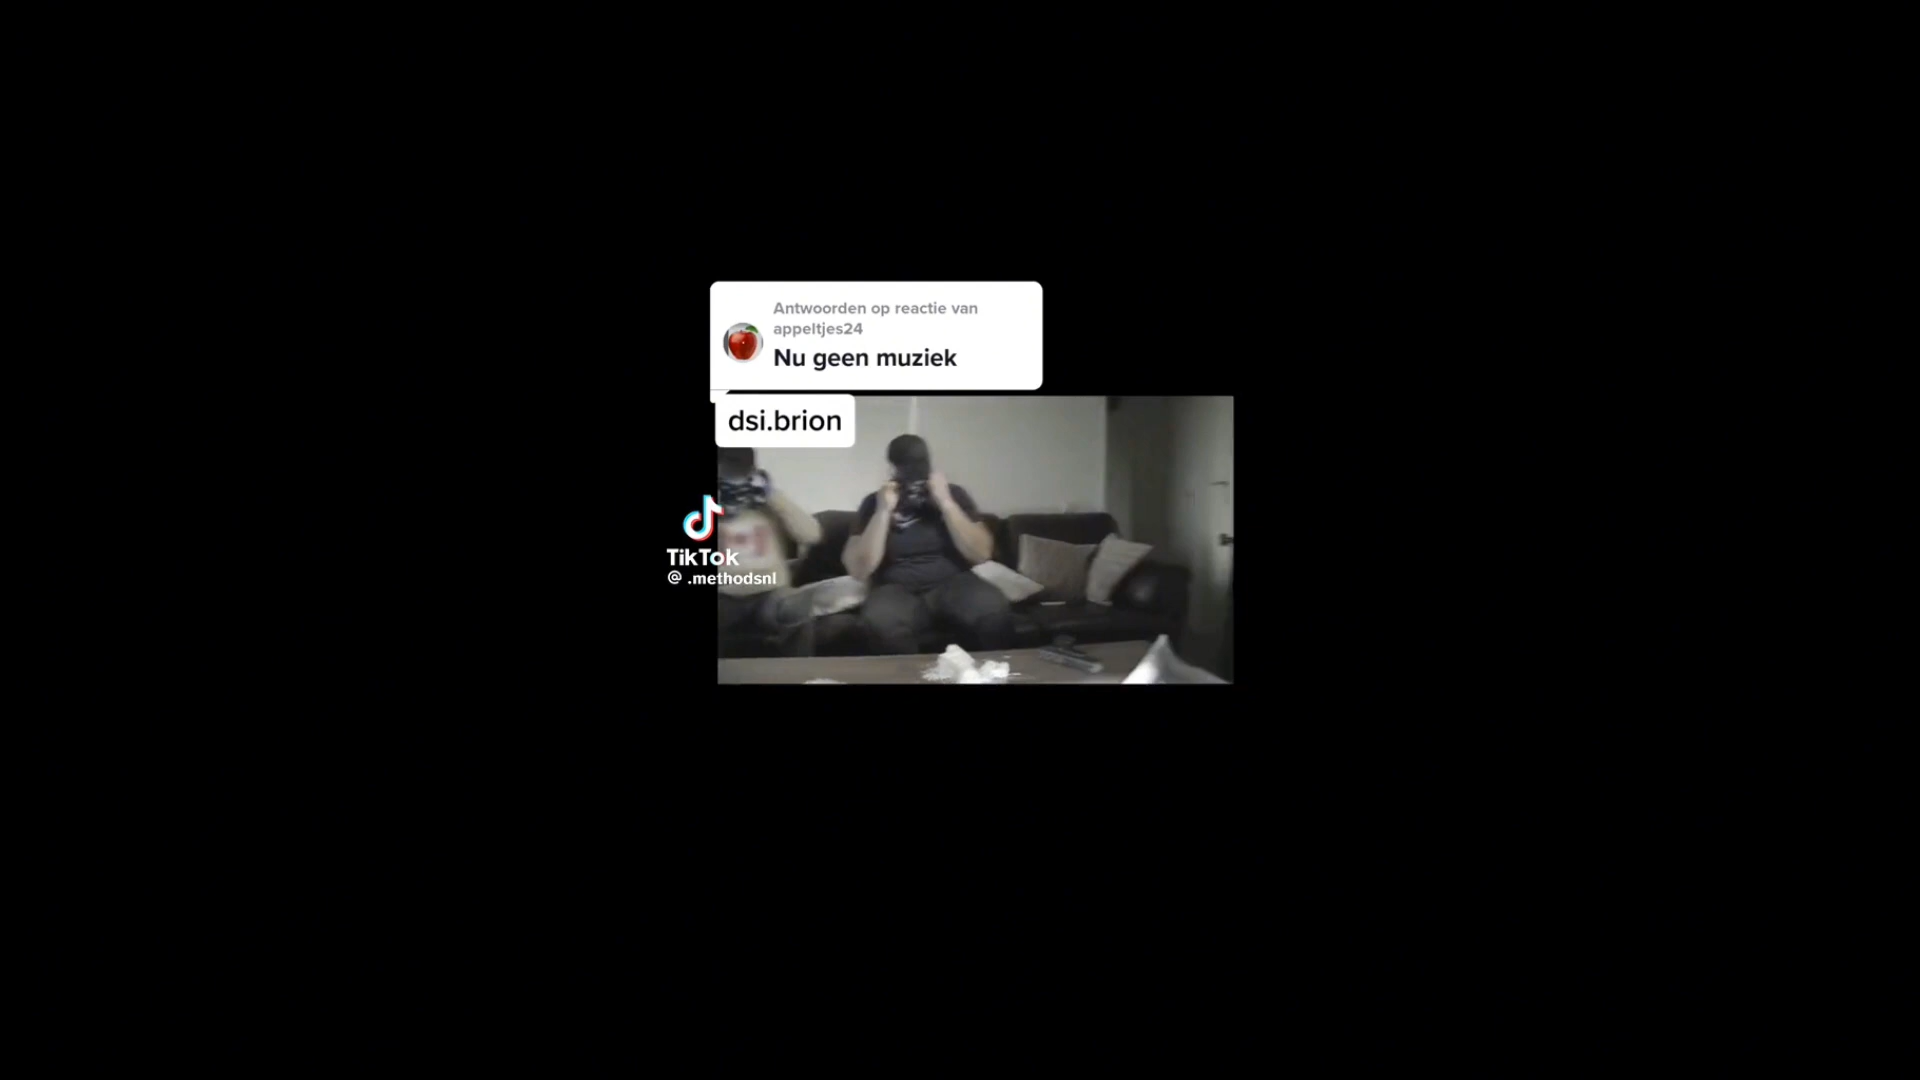 Antwoorden op reactie van
appeltjes24
Nu geen muziek
dsi.brion
TikTok
@ .methodsnl